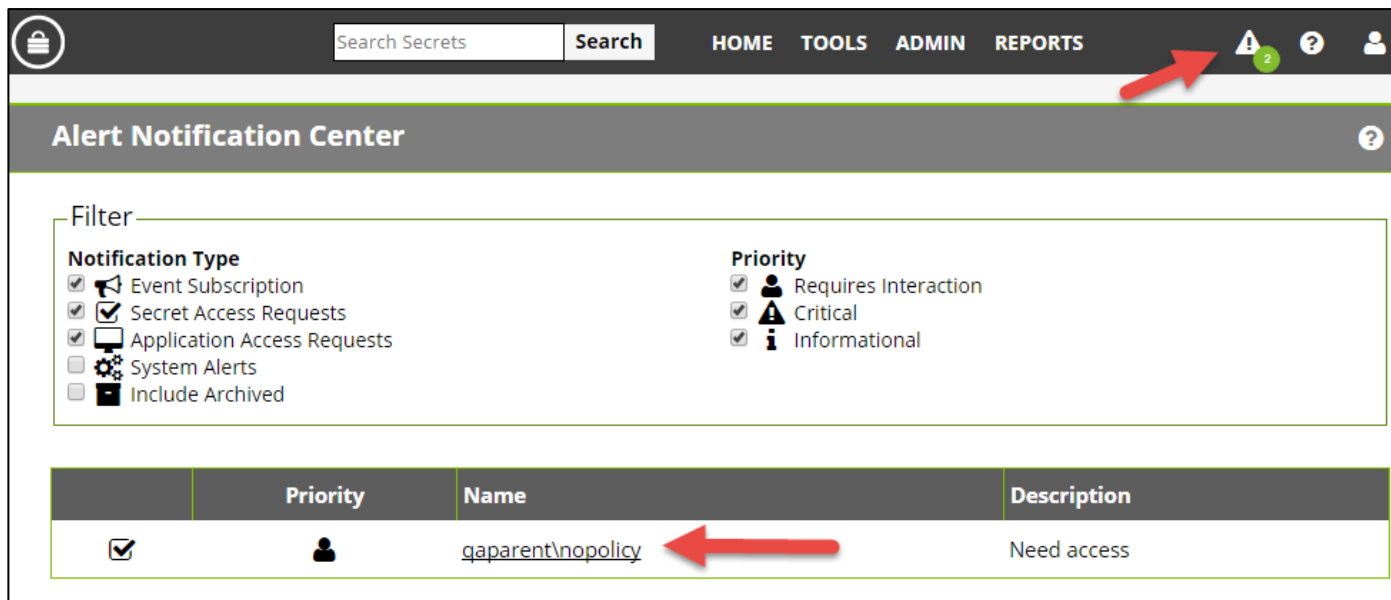 Search Secrets Search HOME TOOLS ADMIN REPORTS 2
Alert Notification Center
Filter
Notification Type
Event Subscription
Secret Access Requests
Application Access Requests
System Alerts
Include Archived
Priority
Requires Interaction
Critical
Informational
Priority Name Description
qaparent\nopolicy Need access